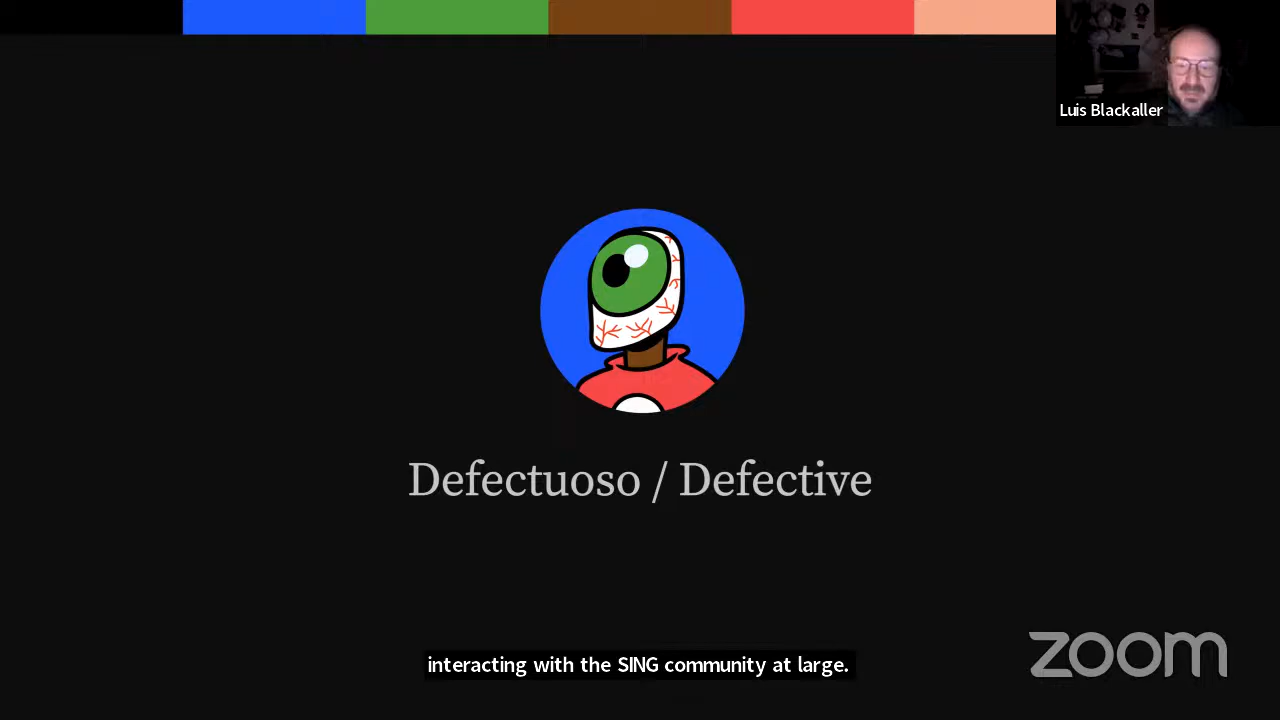 Luis Blackaller
Defectuoso / Defective
interacting with the SING community at large.
zoom